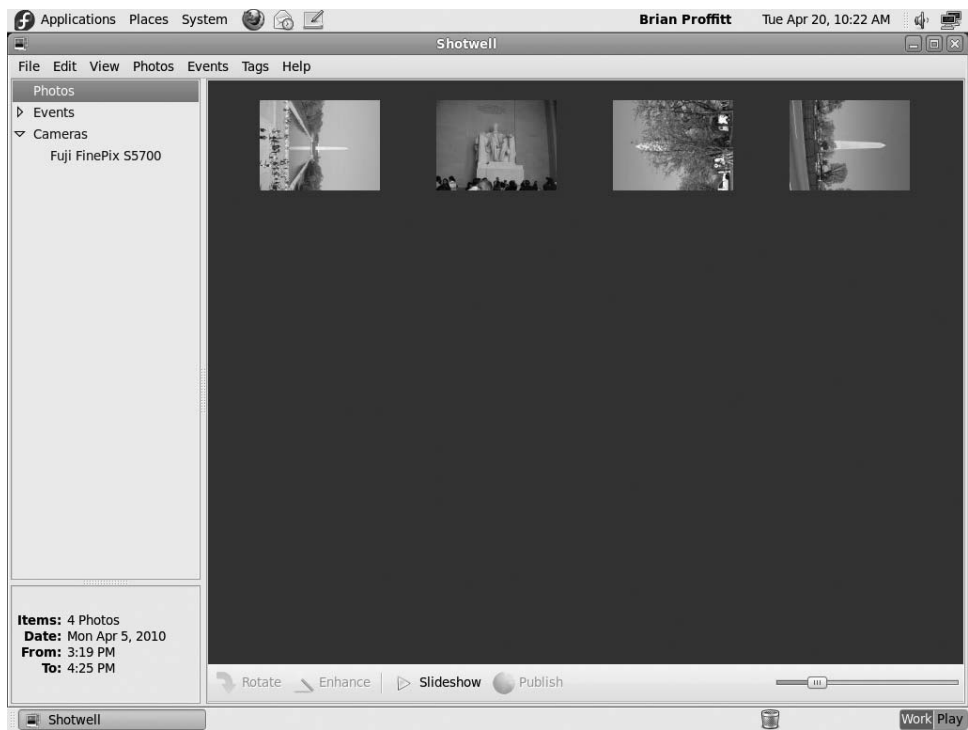 Applications Places System Brian Proffitt Tue Apr 20, 10:22 AM
Shotwell
File Edit View Photos Events Tags Help
Photos
Events
Cameras
Fuji FinePix S5700
Items: 4 Photos
Date: Mon Apr 5, 2010
From: 3:19 PM
To: 4:25 PM
Rotate Enhance Slideshow Publish
Shotwell Work Play